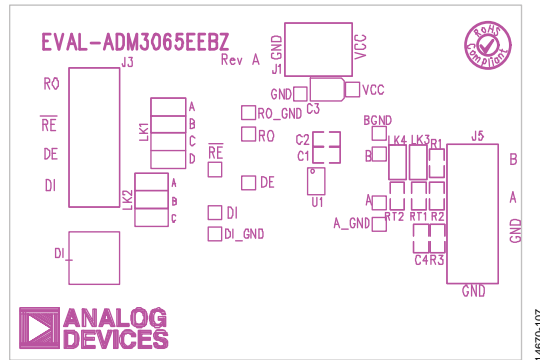 EVAL-ADM3065EEBZ
Rev A
GND
VCC
J1
RoHS
Compliant
J3
RO
RE
DE
DI
LK1
A
B
C
D
LK2
A
B
C
GND
C3
VCC
RO_GND
RO
RE
DE
DI
DI_GND
C2
C1
U1
BGND
B
A
A_GND
LK4
LK3
R1
RT2
RT1
R2
C4
R3
J5
B
A
GND
GND
DI
ANALOG
DEVICES
14670-107